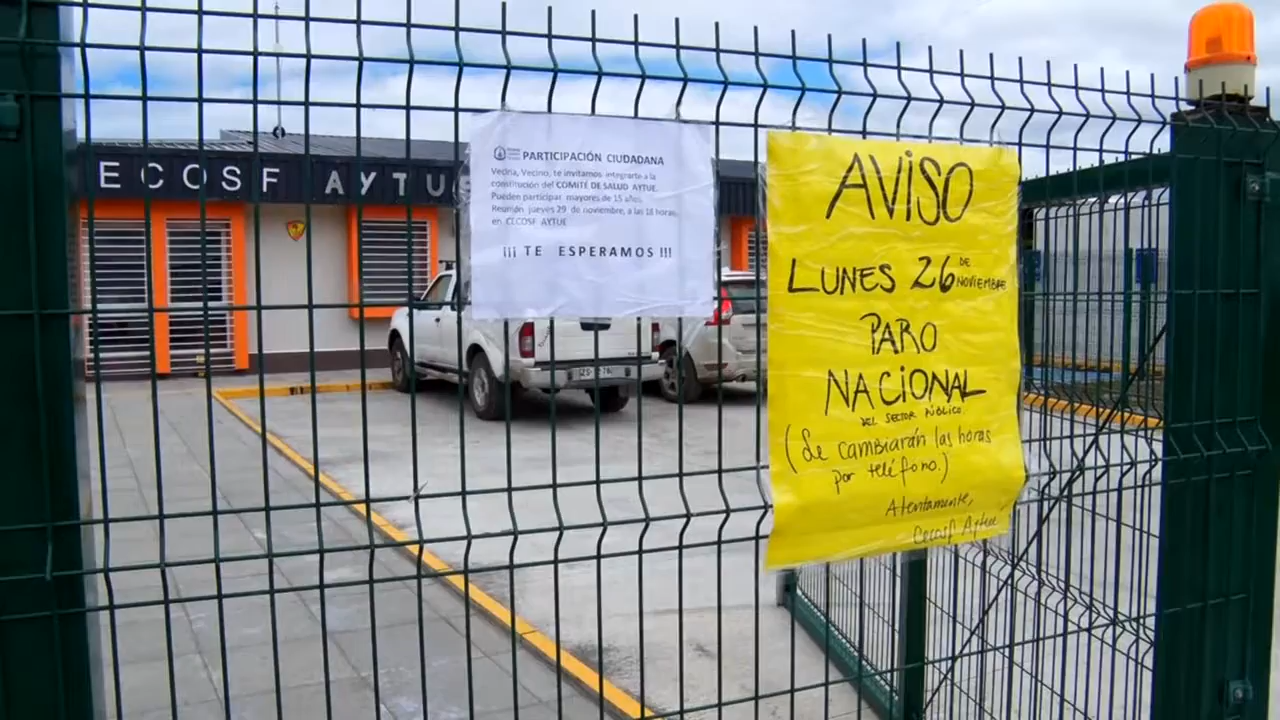 ECOSF AYTUE
PARTICIPACIÓN CIUDADANA
Vecina, Vecino, te invitamos integrarte a la
constitución del COMITÉ DE SALUD AYTUE.
Pueden participar mayores de 15 años.
Reunión jueves 29 de noviembre, a las 18 horas,
en CECOSF AYTUE
¡¡¡ TE ESPERAMOS !!!
AVISO
LUNES 26 DE NOVIEMBRE
PARO
NACIONAL
DEL SECTOR PÚBLICO.
(Se cambiarán las horas
por teléfono.)
Atentamente,
Cecosf Aytue